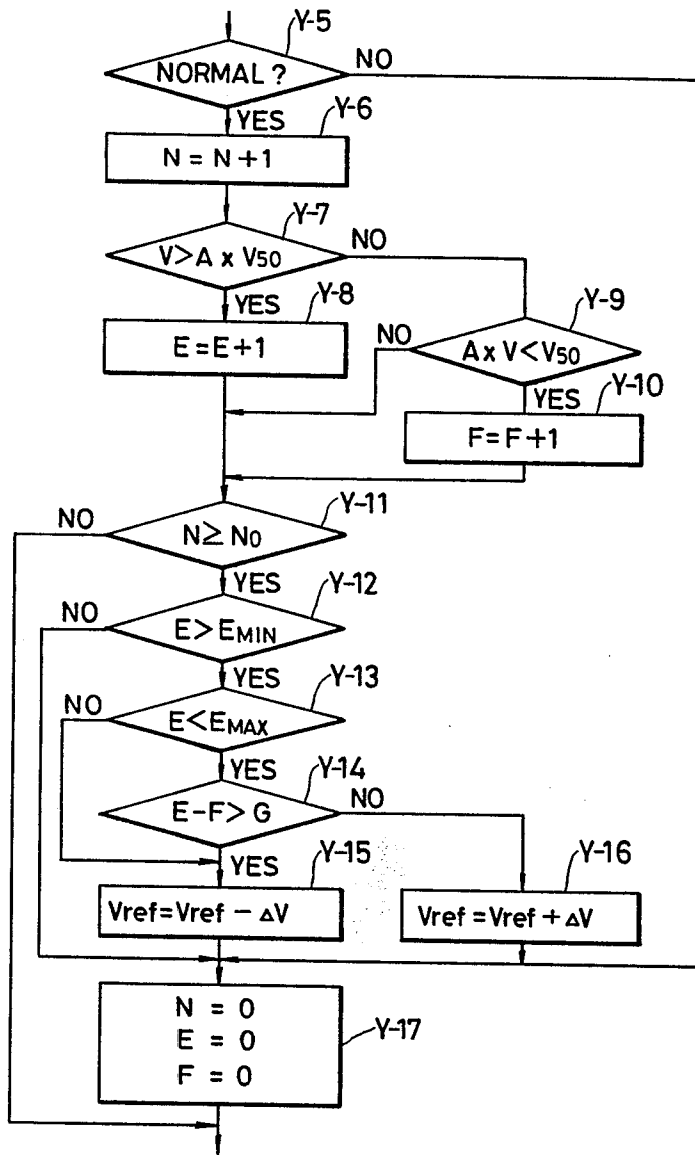 Y-5
NORMAL ?
NO
YES
Y-6
N = N + 1
Y-7
V > A x V50
NO
YES
Y-8
E = E + 1
Y-9
NO
A x V < V50
YES
Y-10
F = F + 1
Y-11
NO
N ≥ N0
YES
Y-12
NO
E > EMIN
YES
Y-13
NO
E < EMAX
YES
Y-14
E - F > G
NO
YES
Y-15
Vref = Vref - ΔV
Y-16
Vref = Vref + ΔV
N = 0
E = 0
F = 0
Y-17